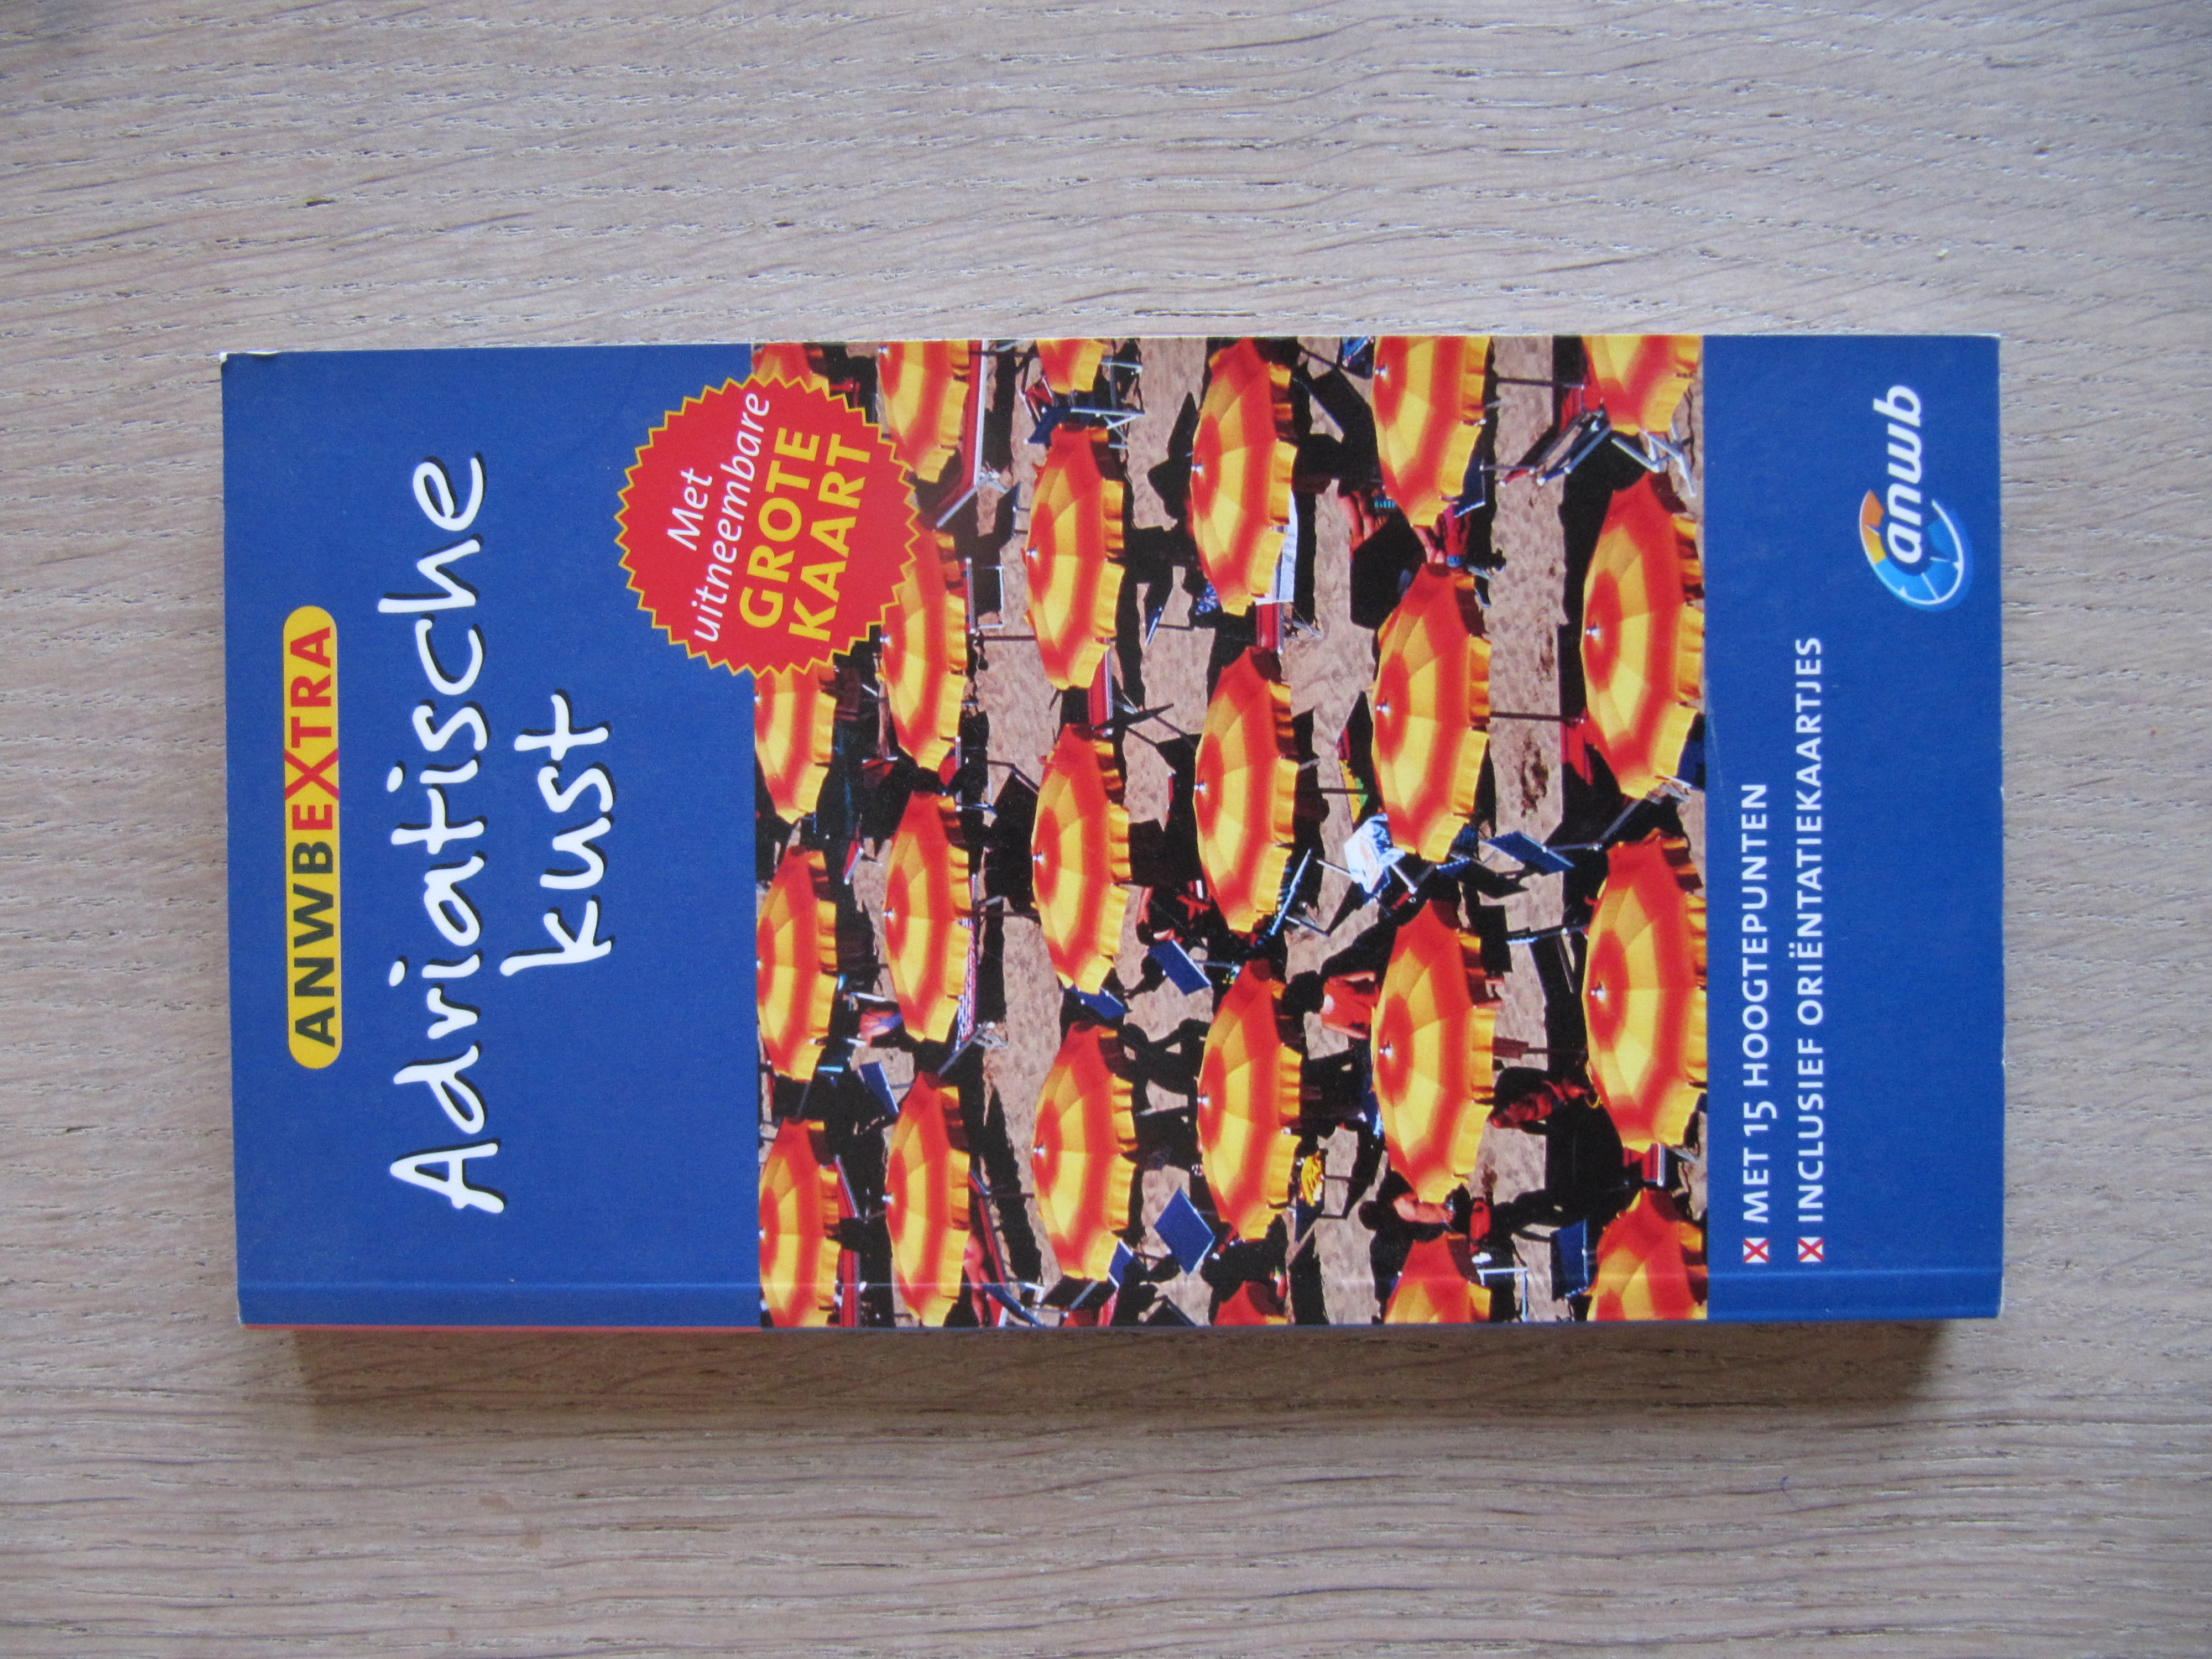 ANWBEXTRA
Adriatische
kust
Met
uitneembare
GROTE
KAART
MET 15 HOOGTEPUNTEN
INCLUSIEF ORIËNTATIEKAARTJES
anwb